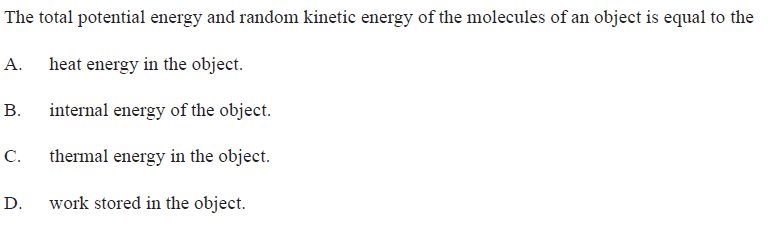 The total potential energy and random kinetic energy of the molecules of an object is equal to the
A. heat energy in the object.
B. internal energy of the object.
C. thermal energy in the object.
D. work stored in the object.